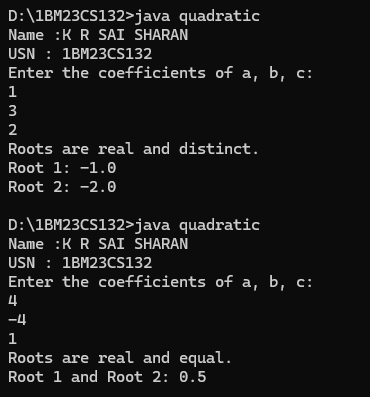 D:\1BM23CS132>java quadratic
Name :K R SAI SHARAN
USN : 1BM23CS132
Enter the coefficients of a, b, c:
1
3
2
Roots are real and distinct.
Root 1: -1.0
Root 2: -2.0
D:\1BM23CS132>java quadratic
Name :K R SAI SHARAN
USN : 1BM23CS132
Enter the coefficients of a, b, c:
4
-4
1
Roots are real and equal.
Root 1 and Root 2: 0.5